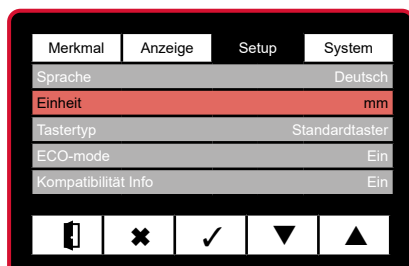 Merkmal Anzeige Setup System
Sprache Deutsch
Einheit mm
Tastertyp Standardtaster
ECO-mode Ein
Kompatibilität Info Ein